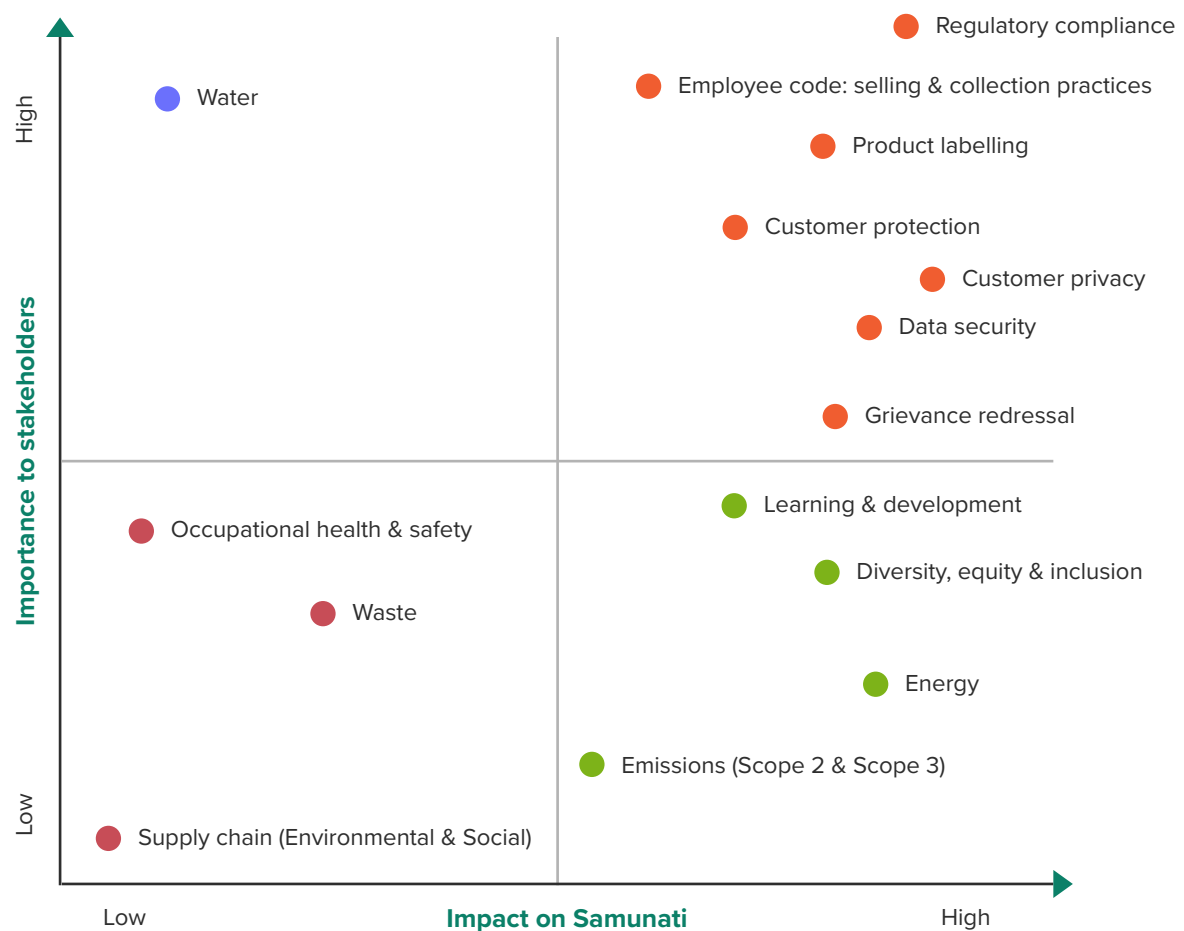 Regulatory compliance
Employee code: selling & collection practices
Water
Product labelling
Customer protection
Customer privacy
Data security
Grievance redressal
Learning & development
Occupational health & safety
Diversity, equity & inclusion
Waste
Energy
Emissions (Scope 2 & Scope 3)
Supply chain (Environmental & Social)
High
Importance to stakeholders
Low
Low
Impact on Samunati
High